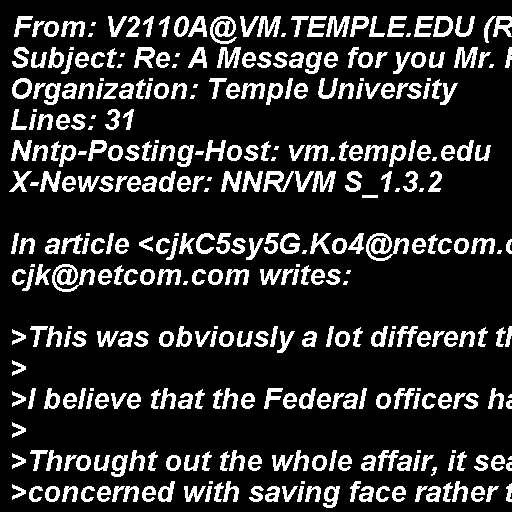 From: V2110A@VM.TEMPLE.EDU (R
Subject: Re: A Message for you Mr.
Organization: Temple University
Lines: 31
Nntp-Posting-Host: vm.temple.edu
X-Newsreader: NNR/VM S_1.3.2

In article <cjkC5sy5G.Ko4@netcom.c
cjk@netcom.com writes:

>This was obviously a lot different th
>
>I believe that the Federal officers ha
>
>Throught out the whole affair, it sea
>concerned with saving face rather t